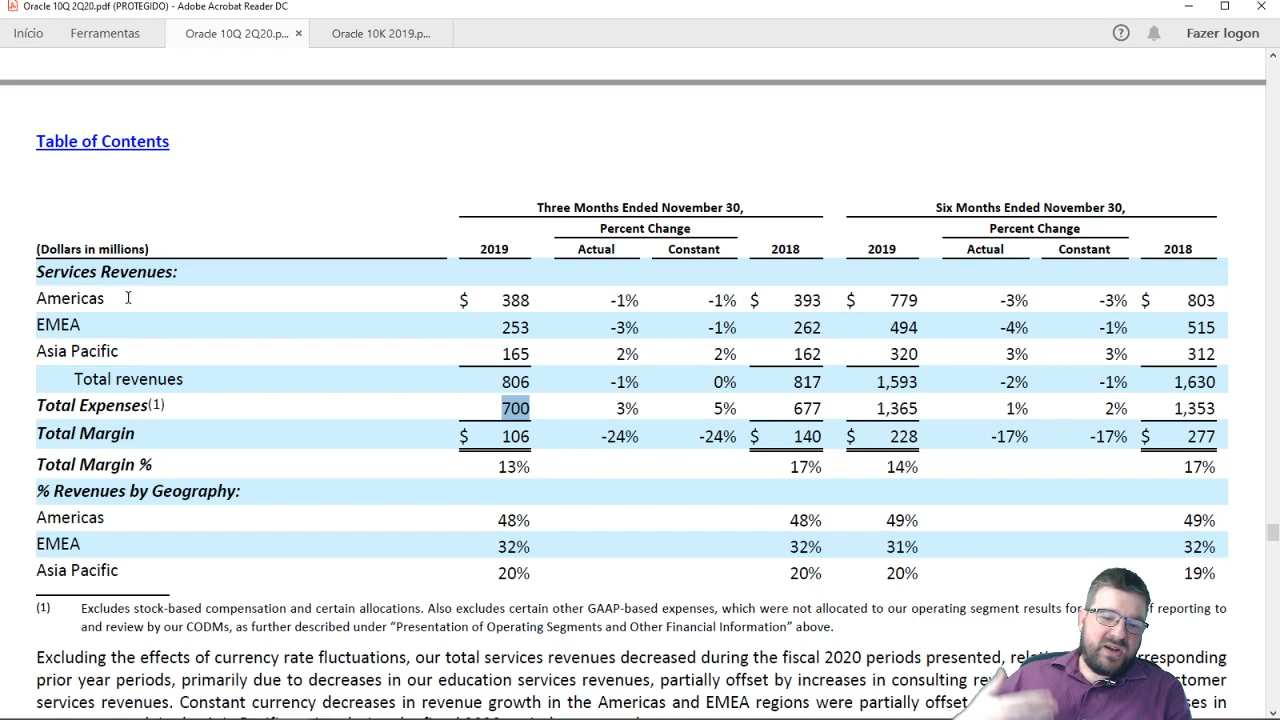 Oracle 10Q 2Q20.pdf (PROTEGIDO) - Adobe Acrobat Reader DC
Início Ferramentas Oracle 10Q 2Q20.p... × Oracle 10K 2019.p... Fazer logon
Table of Contents
Three Months Ended November 30, Six Months Ended November 30,
Percent Change Percent Change
(Dollars in millions) 2019 Actual Constant 2018 2019 Actual Constant 2018
Services Revenues:
Americas $ 388 -1% -1% $ 393 $ 779 -3% -3% $ 803
EMEA 253 -3% -1% 262 494 -4% -1% 515
Asia Pacific 165 2% 2% 162 320 3% 3% 312
Total revenues 806 -1% 0% 817 1,593 -2% -1% 1,630
Total Expenses(1) 700 3% 5% 677 1,365 1% 2% 1,353
Total Margin $ 106 -24% -24% $ 140 $ 228 -17% -17% $ 277
Total Margin % 13% 17% 14% 17%
% Revenues by Geography:
Americas 48% 48% 49% 49%
EMEA 32% 32% 31% 32%
Asia Pacific 20% 20% 20% 19%
(1) Excludes stock-based compensation and certain allocations. Also excludes certain other GAAP-based expenses, which were not allocated to our operating segment results for of reporting to
and review by our CODMs, as further described under “Presentation of Operating Segments and Other Financial Information” above.
Excluding the effects of currency rate fluctuations, our total services revenues decreased during the fiscal 2020 periods presented,
prior year periods, primarily due to decreases in our education services revenues, partially offset by increases in consulting
services revenues. Constant currency decreases in revenue growth in the Americas and EMEA regions were partially in